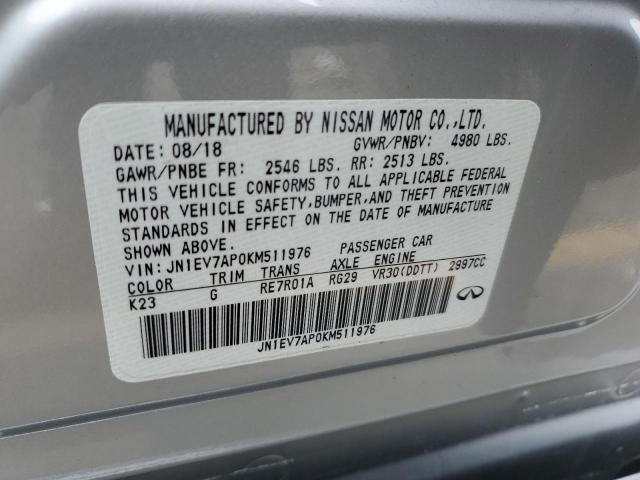 MANUFACTURED BY NISSAN MOTOR CO.,LTD.
DATE: 08/18 GVWR/PNBV: 4980 LBS.
GAWR/PNBE FR: 2546 LBS. RR: 2513 LBS.
THIS VEHICLE CONFORMS TO ALL APPLICABLE FEDERAL
MOTOR VEHICLE SAFETY,BUMPER,AND THEFT PREVENTION
STANDARDS IN EFFECT ON THE DATE OF MANUFACTURE
SHOWN ABOVE.
VIN: JN1EV7AP0KM511976 PASSENGER CAR
COLOR TRIM TRANS AXLE ENGINE
K23 G RE7R01A RG29 VR30(DDTT) 2997CC
JN1EV7AP0KM511976